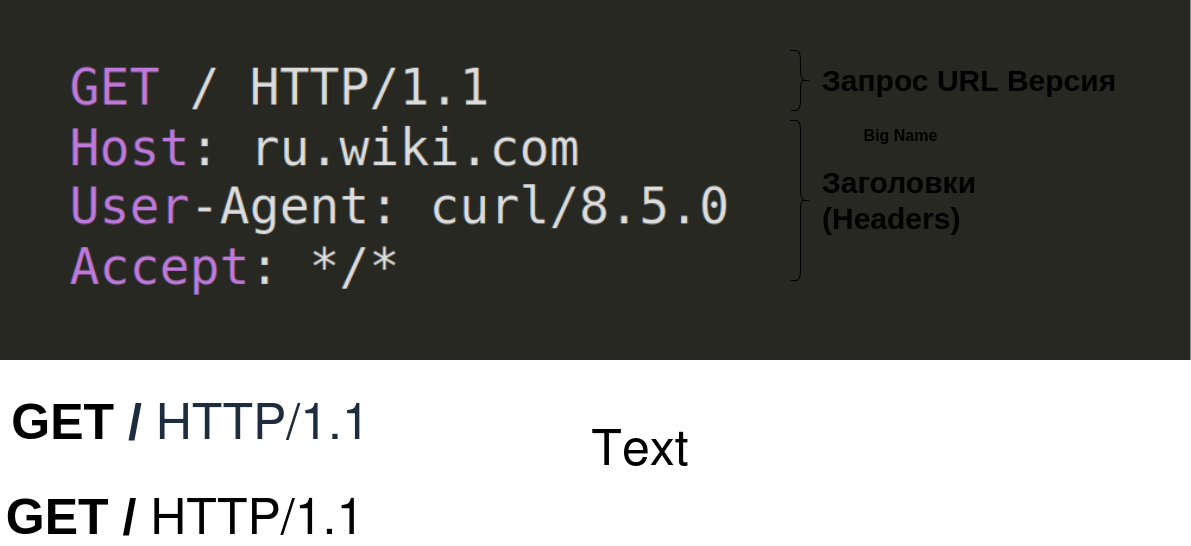 GET / HTTP/1.1
Запрос URL Версия
Host: ru.wiki.com
Big Name
User-Agent: curl/8.5.0
Заголовки
(Headers)
Accept: */*
GET / HTTP/1.1
Text
GET / HTTP/1.1